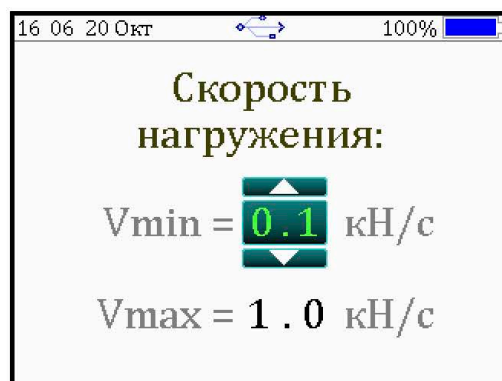 16 06 20 Окт 100%
Скорость
нагружения:
Vmin = 0.1 кН/с
Vmax = 1.0 кН/с